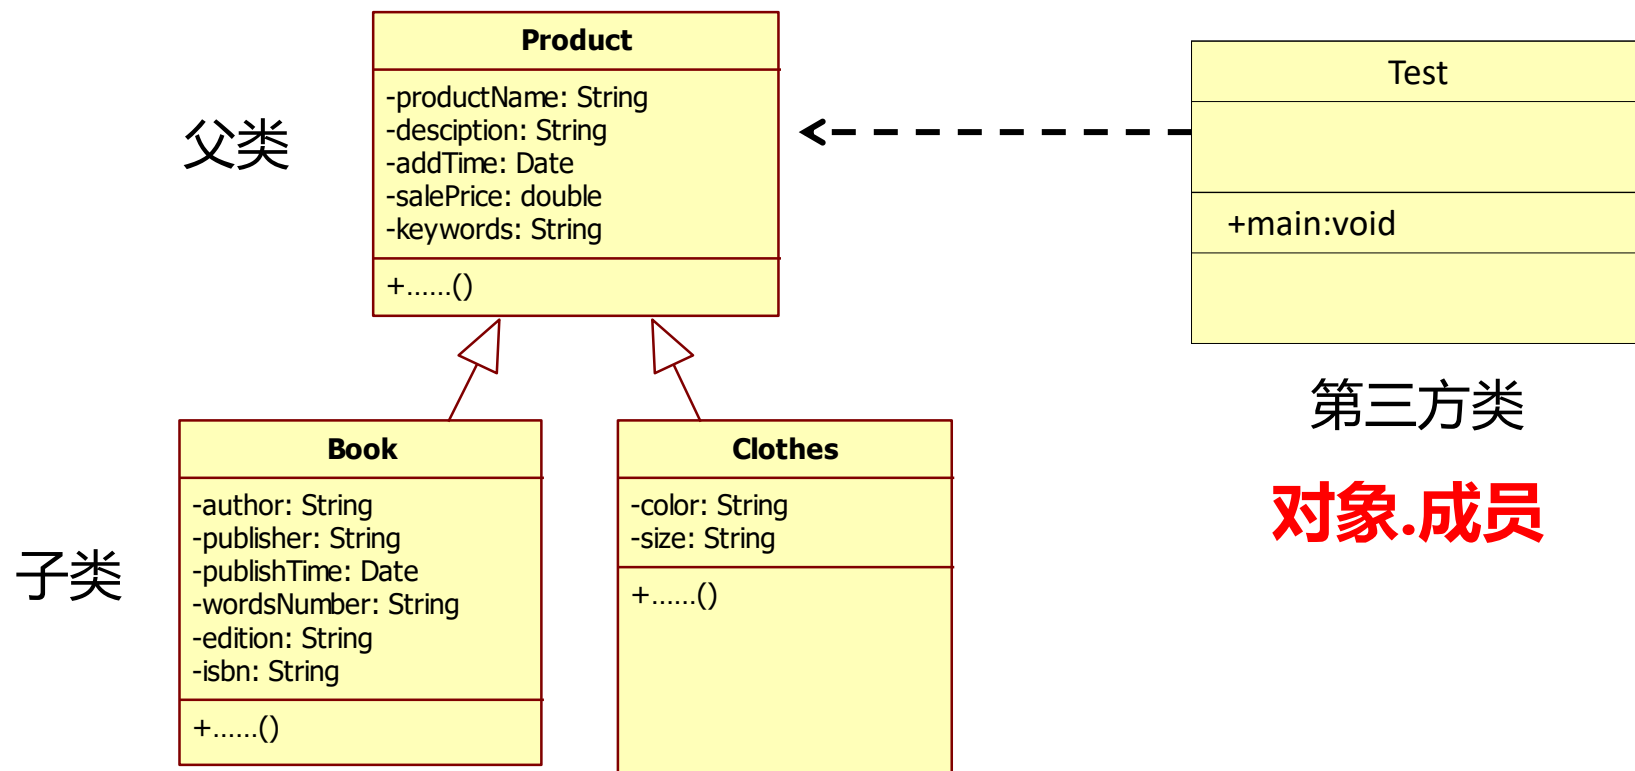 Product
-productName: String
-desciption: String
-addTime: Date
-salePrice: double
-keywords: String
+......()
父类
Test
+main:void
第三方类
对象.成员
子类
Book
-author: String
-publisher: String
-publishTime: Date
-wordsNumber: String
-edition: String
-isbn: String
+......()
Clothes
-color: String
-size: String
+......()